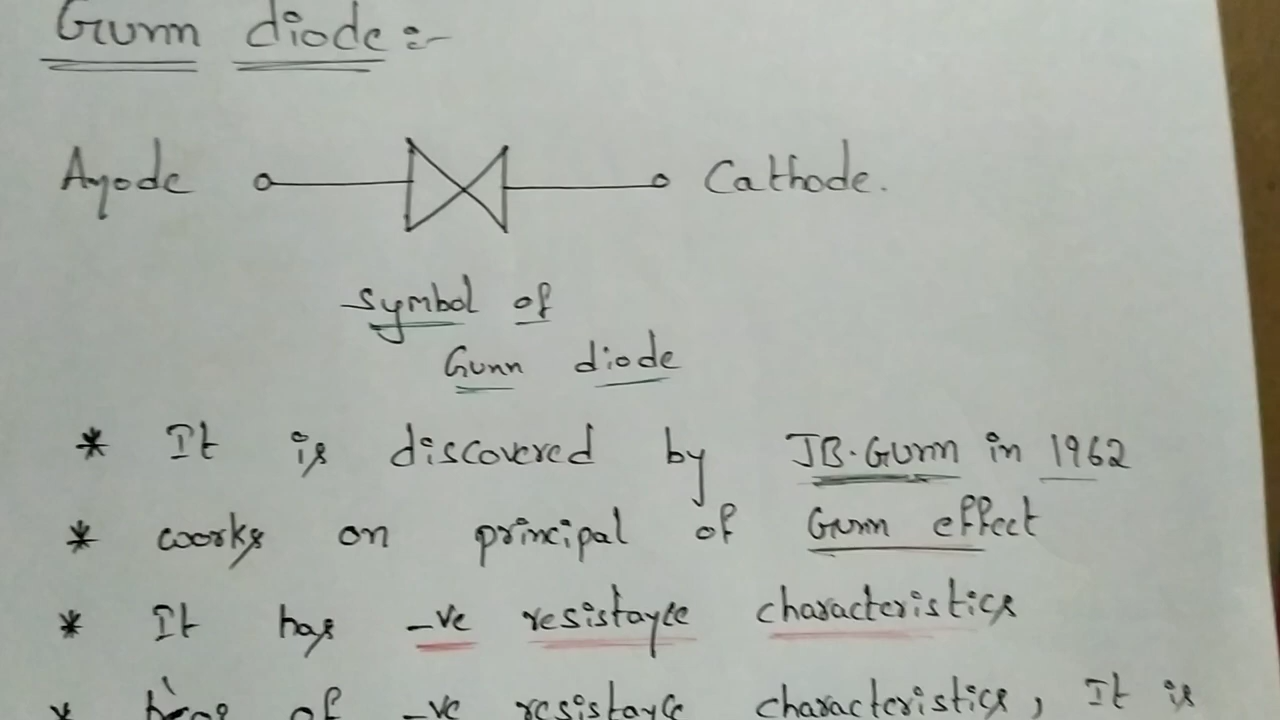 Gunn diode:-
Anode Cathode.
Symbol of
Gunn diode
* It is discovered by JB.Gunn in 1962
* works on principal of Gunn effect
* It has -ve resistance characteristics
* of -ve resistance characteristics, It is